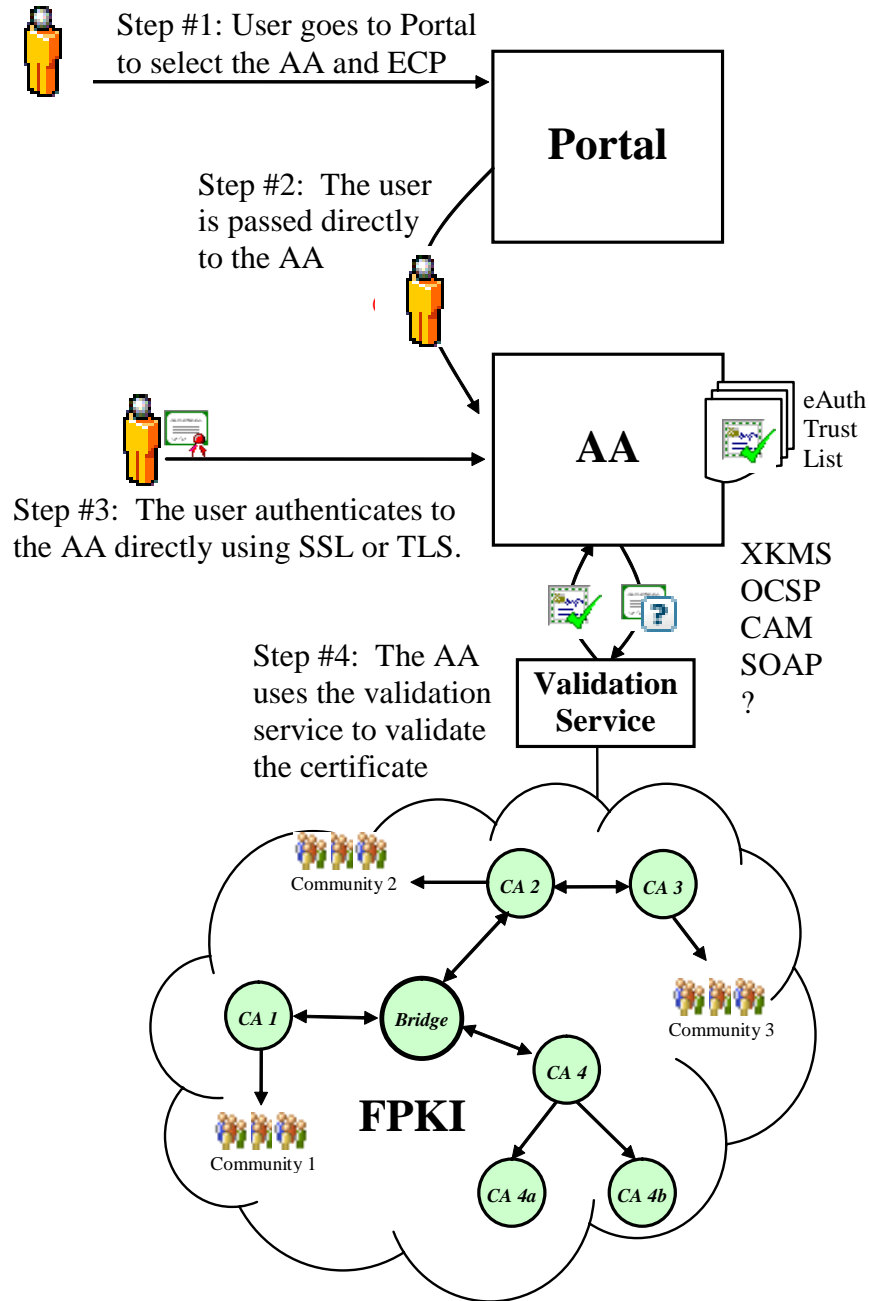 Step #1: User goes to Portal
to select the AA and ECP
Portal
Step #2:  The user
is passed directly
to the AA
AA
eAuth
Trust
List
Step #3:  The user authenticates to
the AA directly using SSL or TLS.
XKMS
OCSP
CAM
SOAP
?
?
Step #4:  The AA
uses the validation
service to validate
the certificate
Validation
Service
Community 2
CA 2
CA 3
CA 1
Bridge
Community 3
CA 4
FPKI
Community 1
CA 4a
CA 4b